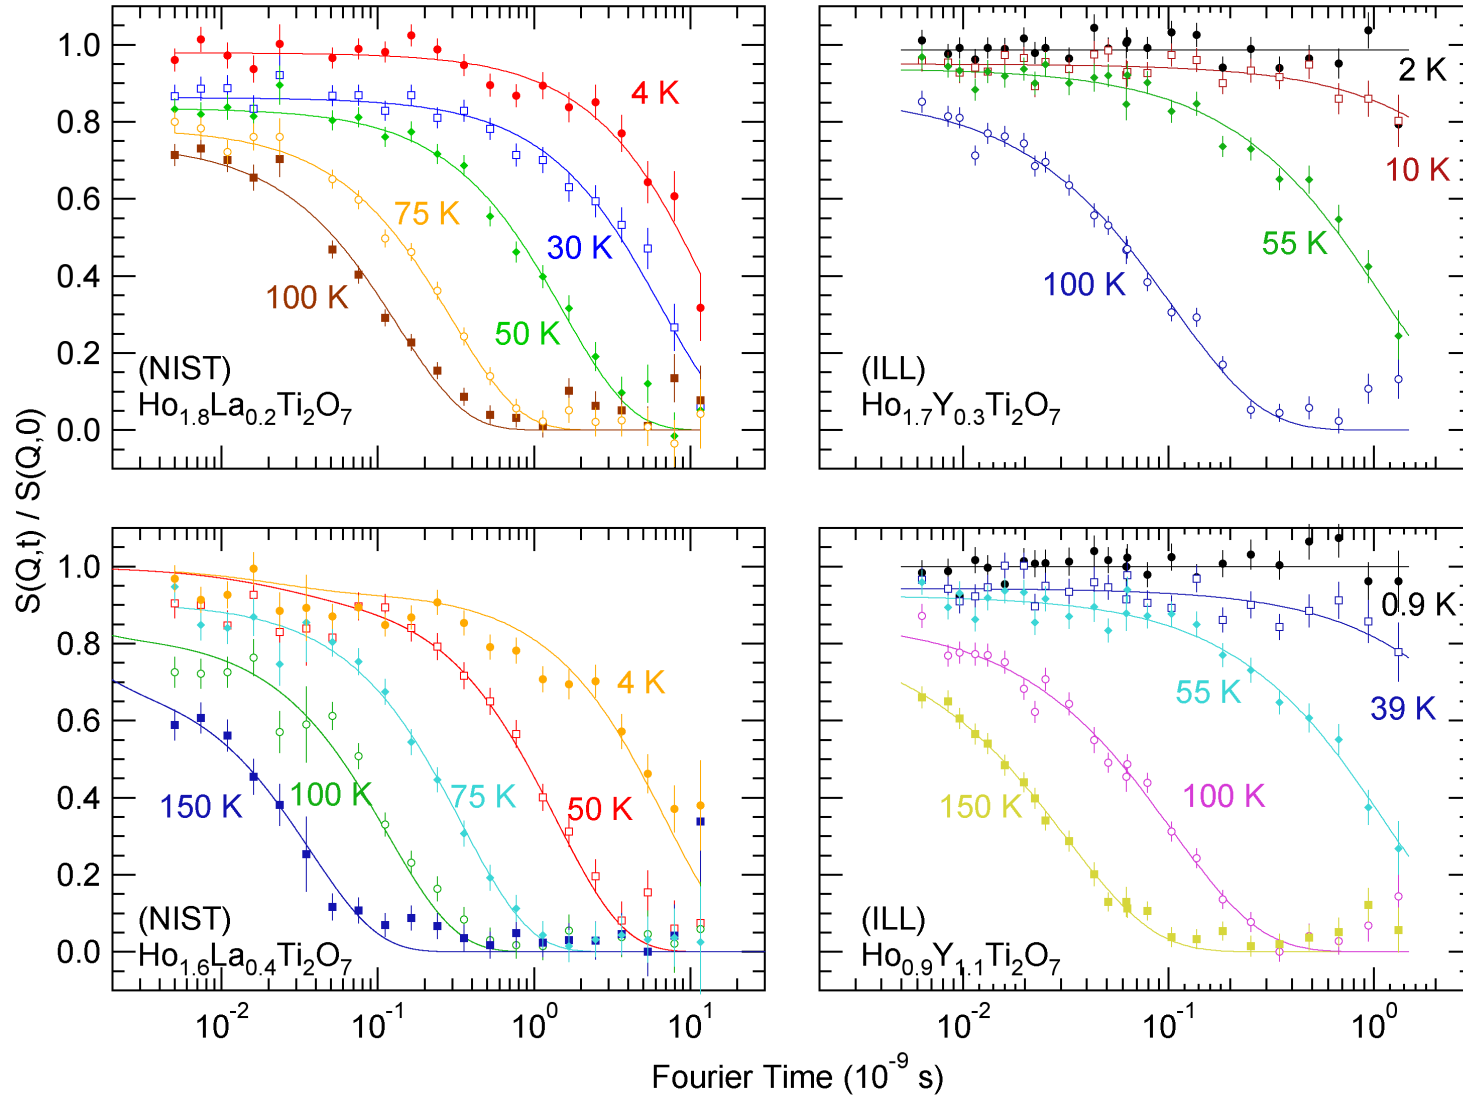 S(Q,t) / S(Q,0)
1.0
0.8
0.6
0.4
0.2
0.0
4 K
75 K
30 K
100 K
50 K
(NIST)
Ho1.8La0.2Ti2O7
2 K
10 K
55 K
100 K
(ILL)
Ho1.7Y0.3Ti2O7
1.0
0.8
0.6
0.4
0.2
0.0
4 K
150 K
100 K
75 K
50 K
(NIST)
Ho1.6La0.4Ti2O7
10-2
10-1
100
101
0.9 K
55 K
39 K
150 K
100 K
(ILL)
Ho0.9Y1.1Ti2O7
10-2
10-1
100
Fourier Time (10-9 s)